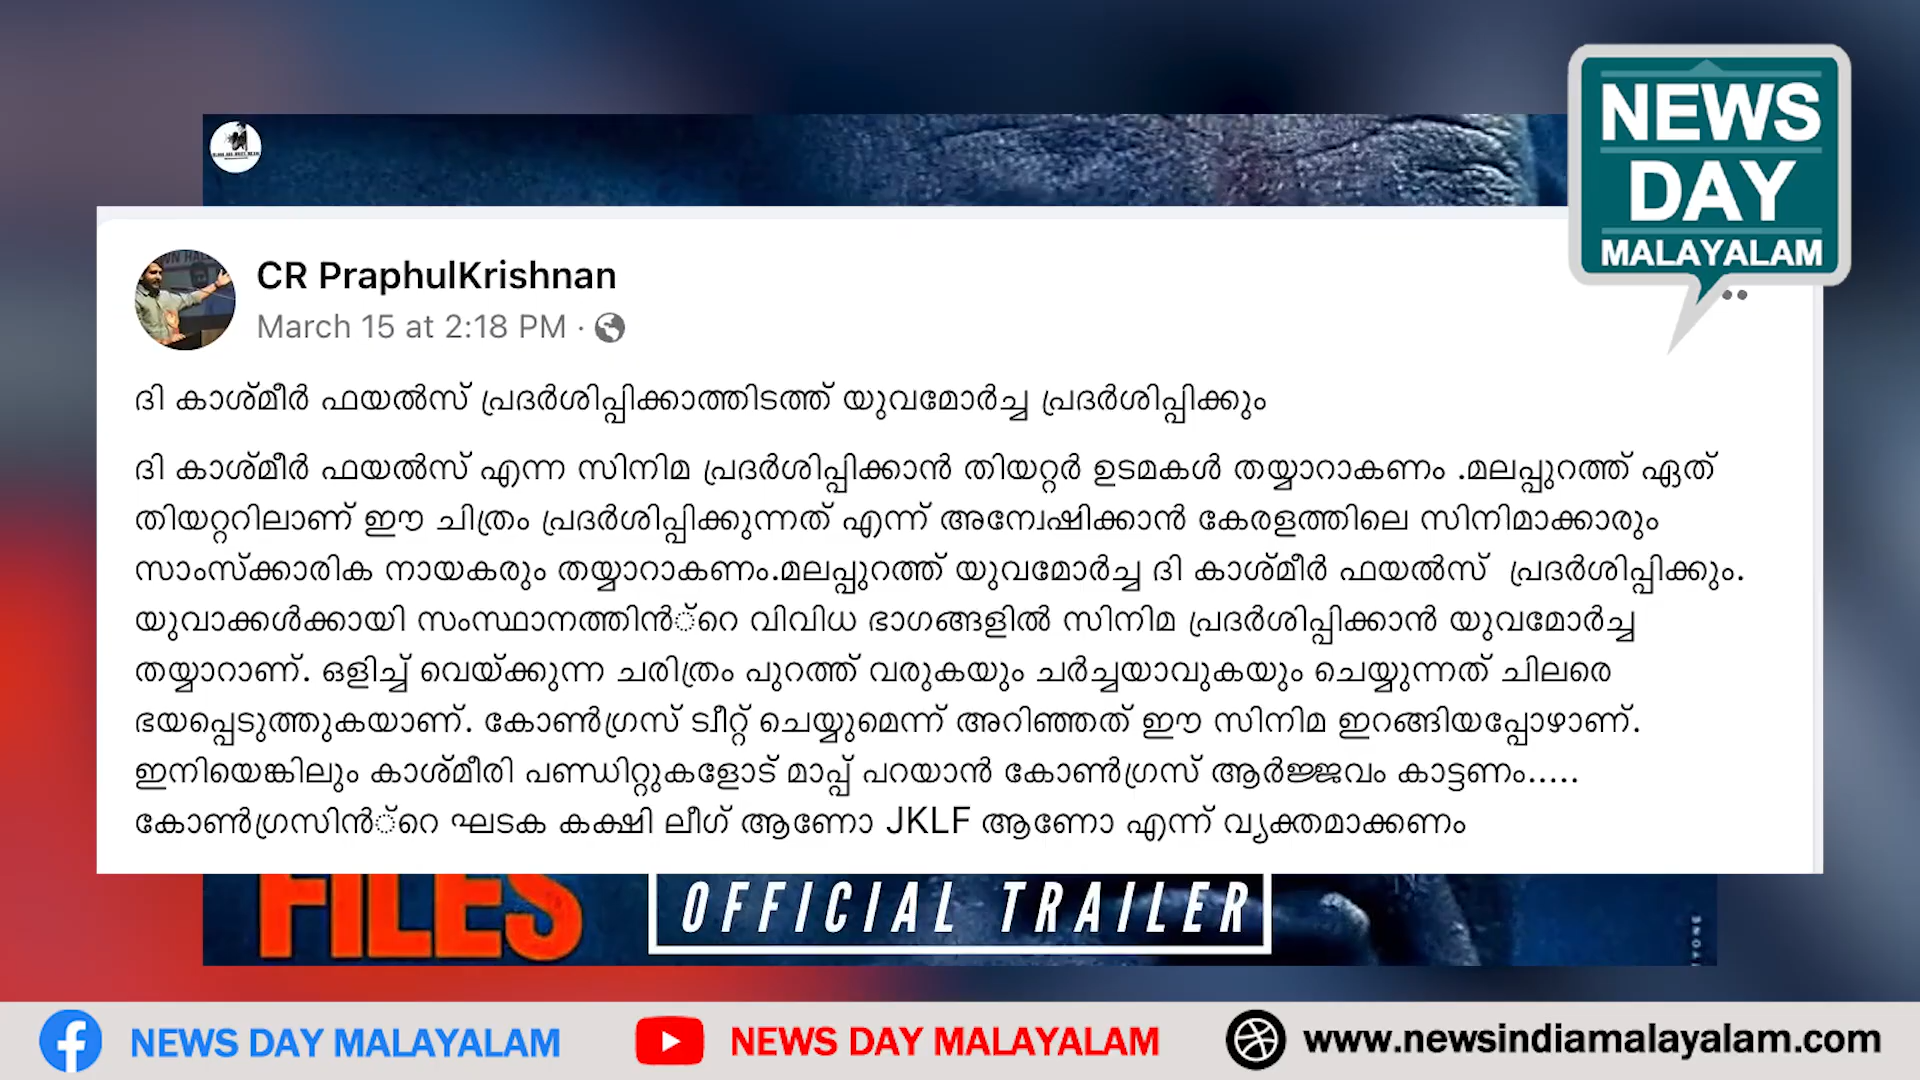 NEWS
DAY
MALAYALAM
CR PraphulKrishnan
March 15 at 2:18 PM ·
ദി കാശ്മീർ ഫയൽസ് പ്രദർശിപ്പിക്കാത്തിടത്ത് യുവമോർച്ച പ്രദർശിപ്പിക്കും
ദി കാശ്മീർ ഫയൽസ് എന്ന സിനിമ പ്രദർശിപ്പിക്കാൻ തിയറ്റർ ഉടമകൾ തയ്യാറാകണം .മലപ്പുറത്ത് ഏത്
തിയറ്ററിലാണ് ഈ ചിത്രം പ്രദർശിപ്പിക്കുന്നത് എന്ന് അന്വേഷിക്കാൻ കേരളത്തിലെ സിനിമാക്കാരും
സാംസ്ക്കാരിക നായകരും തയ്യാറാകണം.മലപ്പുറത്ത് യുവമോർച്ച ദി കാശ്മീർ ഫയൽസ് പ്രദർശിപ്പിക്കും.
യുവാക്കൾക്കായി സംസ്ഥാനത്തിൻ്റെ വിവിധ ഭാഗങ്ങളിൽ സിനിമ പ്രദർശിപ്പിക്കാൻ യുവമോർച്ച
തയ്യാറാണ്. ഒളിച്ച് വെയ്ക്കുന്ന ചരിത്രം പുറത്ത് വരുകയും ചർച്ചയാവുകയും ചെയ്യുന്നത് ചിലരെ
ഭയപ്പെടുത്തുകയാണ്. കോൺഗ്രസ് ട്വീറ്റ് ചെയ്യുമെന്ന് അറിഞ്ഞത് ഈ സിനിമ ഇറങ്ങിയപ്പോഴാണ്.
ഇനിയെങ്കിലും കാശ്മീരി പണ്ഡിറ്റുകളോട് മാപ്പ് പറയാൻ കോൺഗ്രസ് ആർജ്ജവം കാട്ടണം.....
കോൺഗ്രസിൻ്റെ ഘടക കക്ഷി ലീഗ് ആണോ JKLF ആണോ എന്ന് വ്യക്തമാക്കണം
FILES
OFFICIAL TRAILER
NEWS DAY MALAYALAM
NEWS DAY MALAYALAM
www.newsindiamalayalam.com